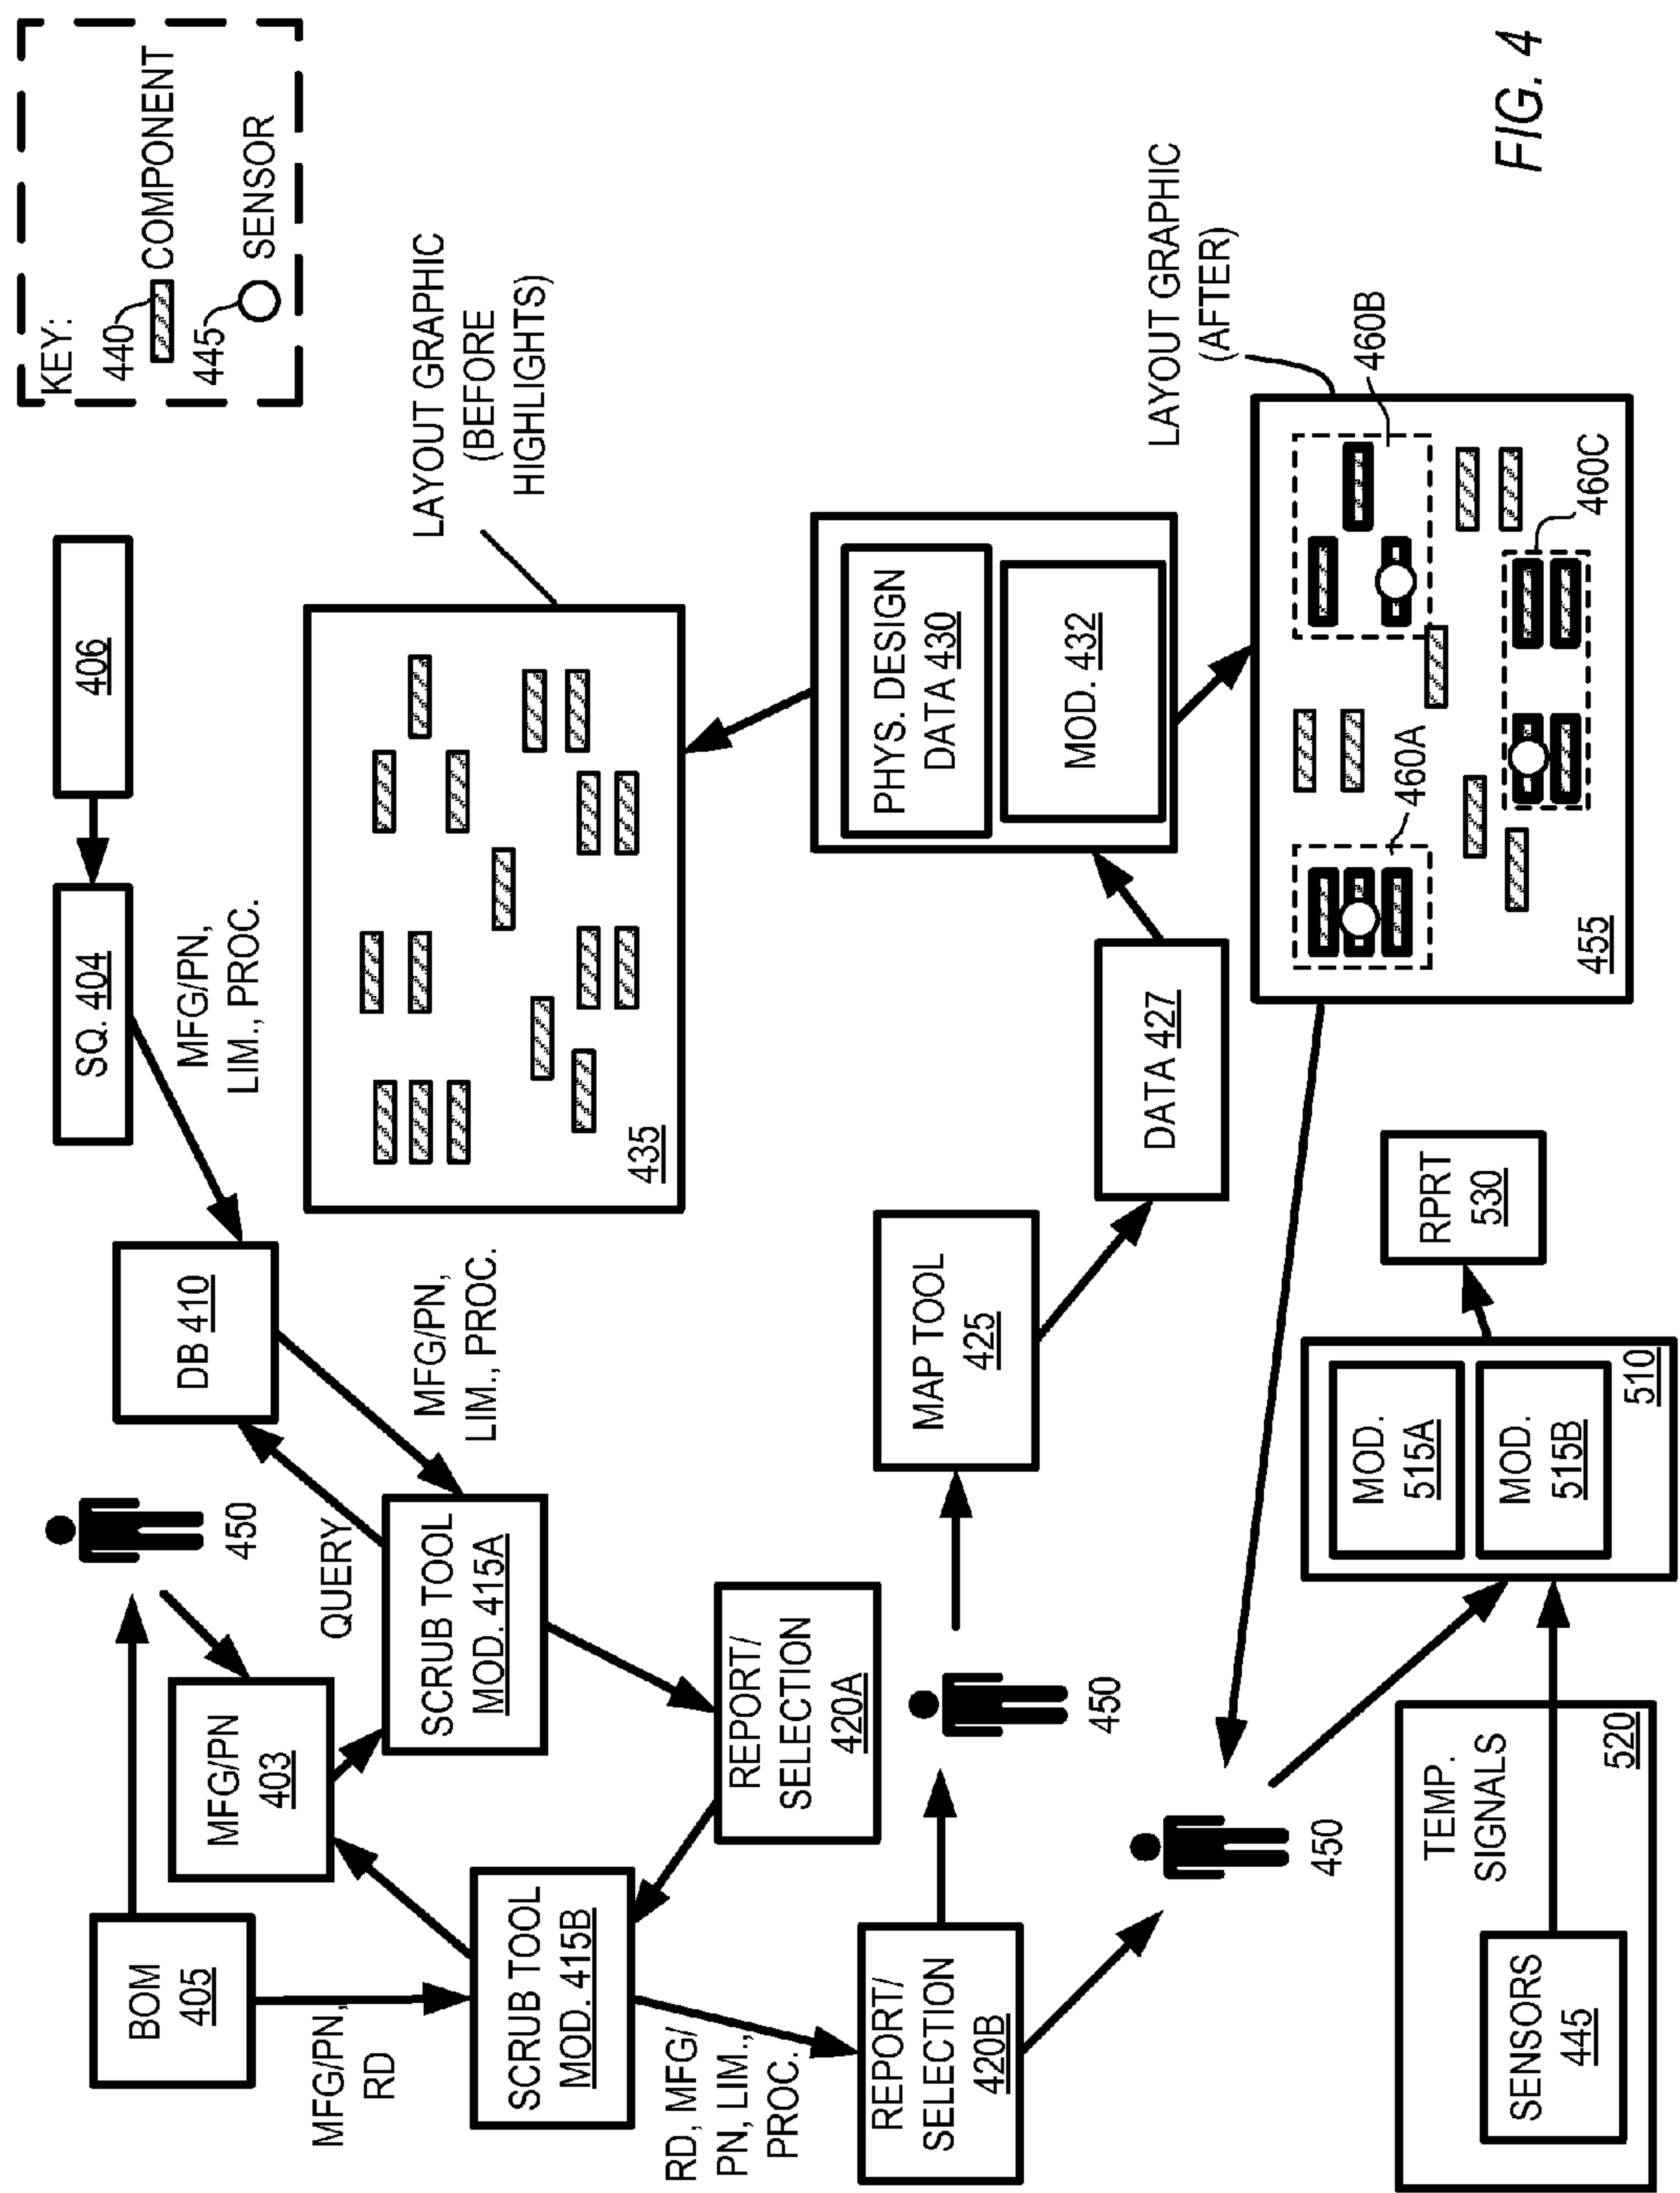 KEY:
440
COMPONENT
445
SENSOR
406
SQ. 404
MFG/PN,
LIM., PROC.
DB 410
MFG/PN,
LIM., PROC.
450
QUERY
BOM
405
MFG/PN
403
MFG/PN,
RD
SCRUB TOOL
MOD. 415A
SCRUB TOOL
MOD. 415B
REPORT/
SELECTION
420A
RD, MFG/
PN, LIM.,
PROC.
REPORT/
SELECTION
420B
LAYOUT GRAPHIC
(BEFORE
HIGHLIGHTS)
435
450
MAP TOOL
425
DATA 427
PHYS. DESIGN
DATA 430
MOD. 432
LAYOUT GRAPHIC
(AFTER)
460B
460A
460C
455
450
TEMP.
SIGNALS
SENSORS
445
520
MOD.
515A
MOD.
515B
510
RPRT
530
FIG. 4